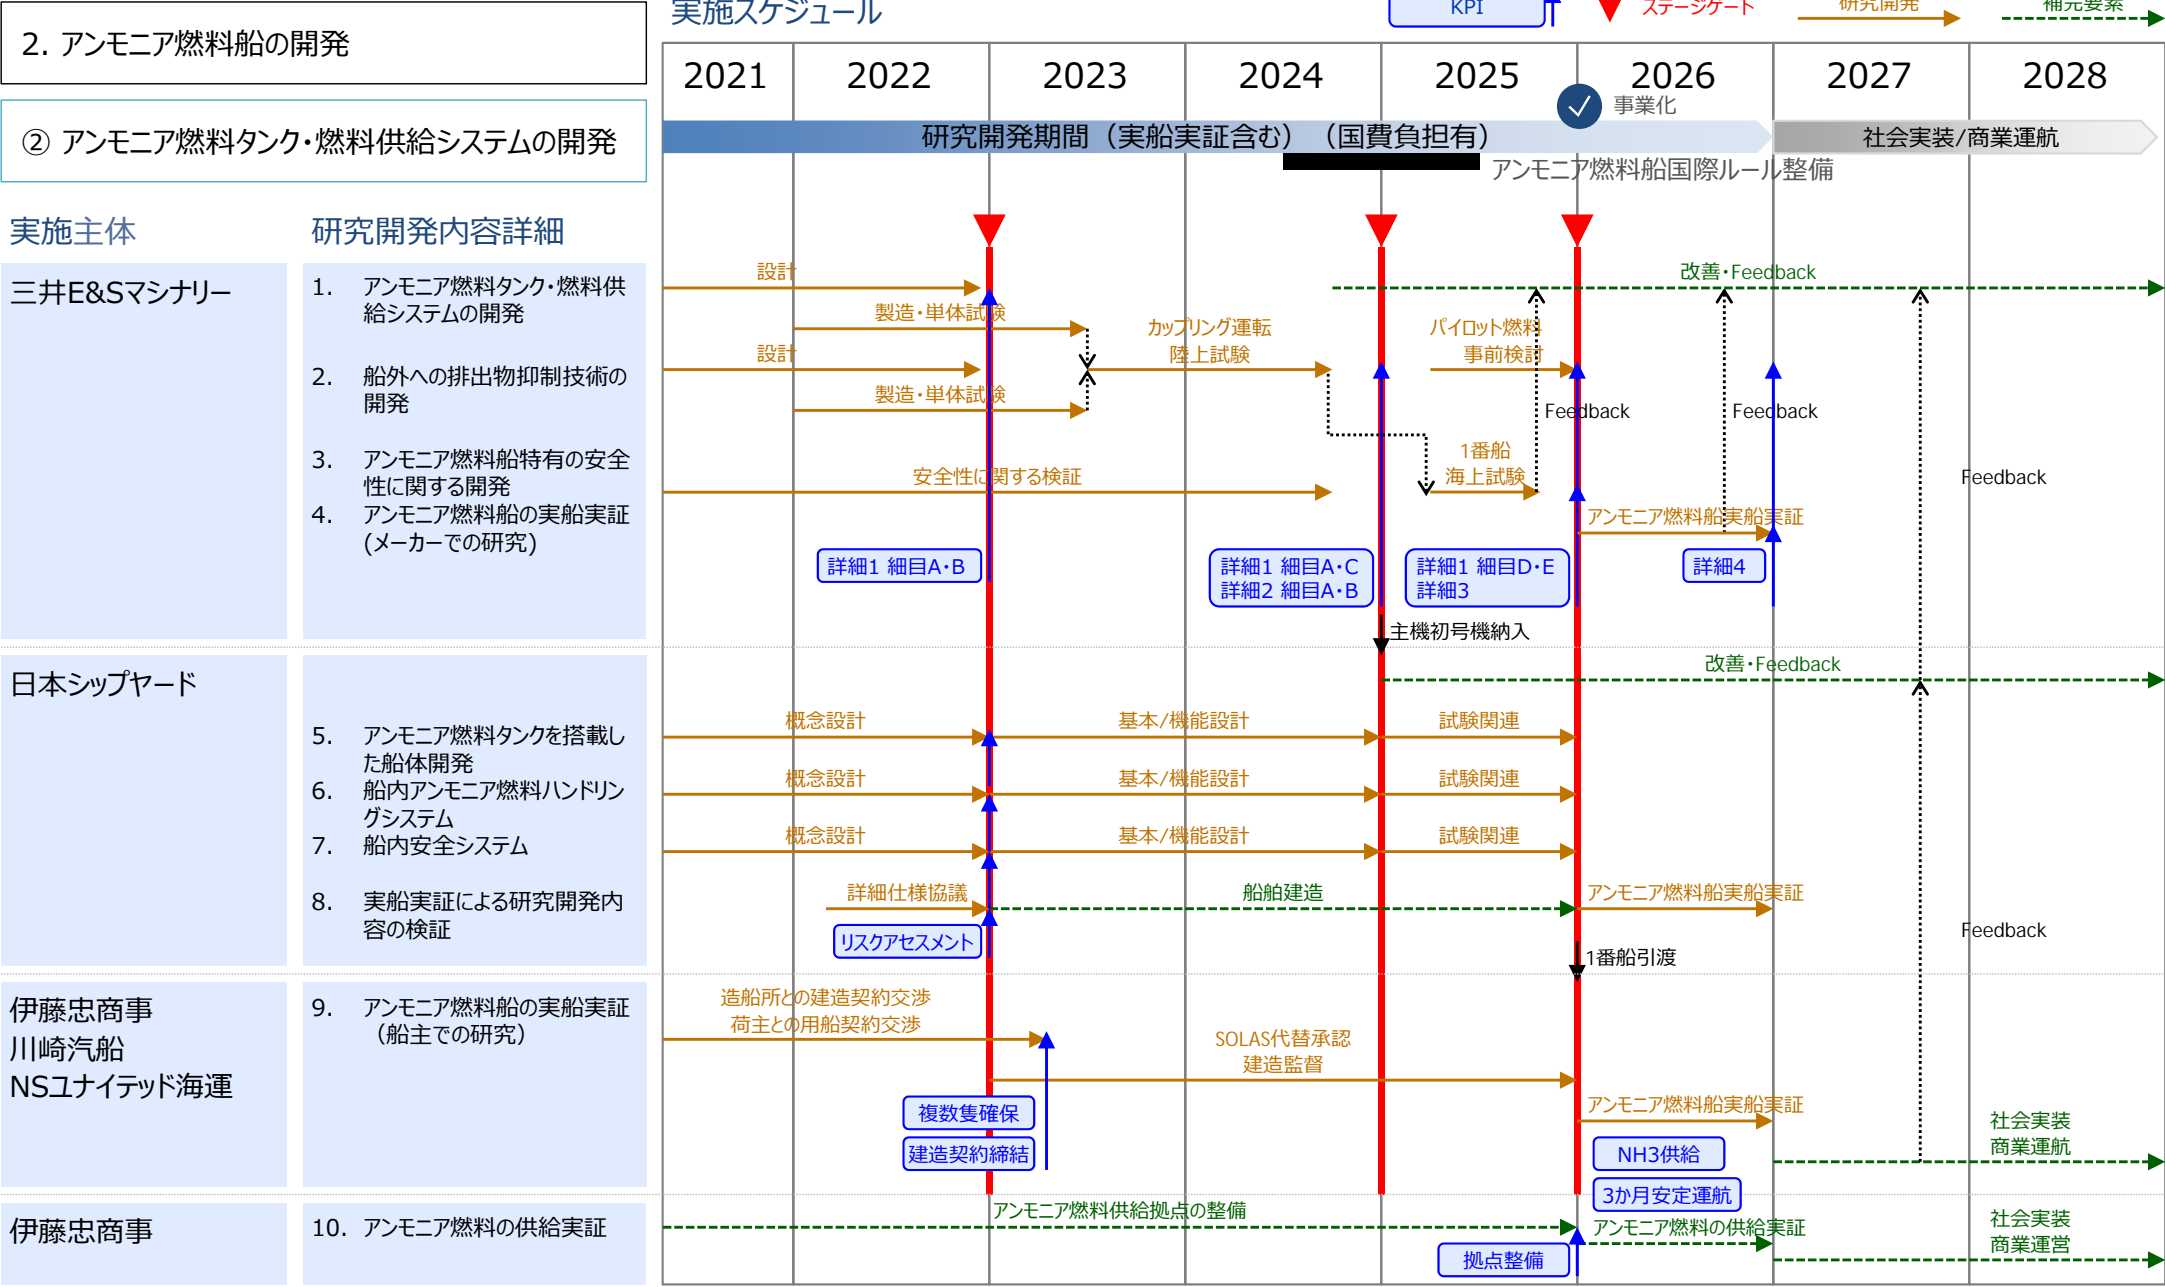 実施スケジュール
KPI
ステージゲート
研究開発
補完要素
2. アンモニア燃料船の開発
② アンモニア燃料タンク・燃料供給システムの開発
2021
2022
2023
2024
2025
2026
2027
2028
事業化
研究開発期間（実船実証含む）（国費負担有）
社会実装/商業運航
アンモニア燃料船国際ルール整備
実施主体
研究開発内容詳細
三井E&Sマシナリー
1. アンモニア燃料タンク・燃料供
給システムの開発
2. 船外への排出物抑制技術の
開発
3. アンモニア燃料船特有の安全
性に関する開発
4. アンモニア燃料船の実船実証
(メーカーでの研究)
設計
製造・単体試験
設計
製造・単体試験
カップリング運転
陸上試験
パイロット燃料
事前検討
改善・Feedback
Feedback
Feedback
Feedback
安全性に関する検証
1番船
海上試験
アンモニア燃料船実船実証
詳細1 細目A・B
詳細1 細目A・C
詳細2 細目A・B
詳細1 細目D・E
詳細3
詳細4
主機初号機納入
日本シップヤード
5. アンモニア燃料タンクを搭載し
た船体開発
6. 船内アンモニア燃料ハンドリン
グシステム
7. 船内安全システム
8. 実船実証による研究開発内
容の検証
改善・Feedback
概念設計
基本/機能設計
試験関連
概念設計
基本/機能設計
試験関連
概念設計
基本/機能設計
試験関連
詳細仕様協議
船舶建造
アンモニア燃料船実船実証
リスクアセスメント
Feedback
1番船引渡
伊藤忠商事
川崎汽船
NSユナイテッド海運
9. アンモニア燃料船の実船実証
（船主での研究）
造船所との建造契約交渉
荷主との用船契約交渉
SOLAS代替承認
建造監督
アンモニア燃料船実船実証
複数隻確保
建造契約締結
NH3供給
3か月安定運航
社会実装
商業運航
伊藤忠商事
10. アンモニア燃料の供給実証
アンモニア燃料供給拠点の整備
アンモニア燃料の供給実証
拠点整備
社会実装
商業運営